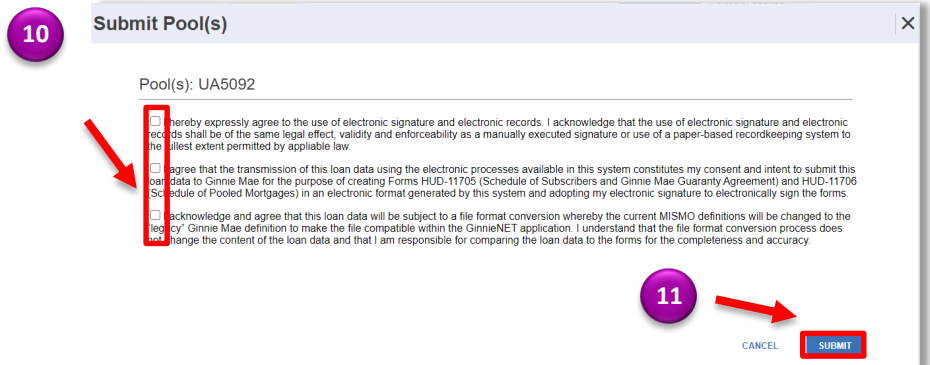 10
Submit Pool(s)
Pool(s): UA5092
I hereby expressly agree to the use of electronic signature and electronic records. I acknowledge that the use of electronic signature and electronic
records shall be of the same legal effect, validity and enforceability as a manually executed signature or use of a paper-based recordkeeping system to
the fullest extent permitted by appliable law.
I agree that the transmission of this loan data using the electronic processes available in this system constitutes my consent and intent to submit this
loan data to Ginnie Mae for the purpose of creating Forms HUD-11705 (Schedule of Subscribers and Ginnie Mae Guaranty Agreement) and HUD-11706
(Schedule of Pooled Mortgages) in an electronic format generated by this system and adopting my electronic signature to electronically sign the forms.
I acknowledge and agree that this loan data will be subject to a file format conversion whereby the current MISMO definitions will be changed to the
"legacy" Ginnie Mae definition to make the file compatible within the GinnieNET application. I understand that the file format conversion process does
not change the content of the loan data and that I am responsible for comparing the loan data to the forms for the completeness and accuracy.
11
CANCEL SUBMIT